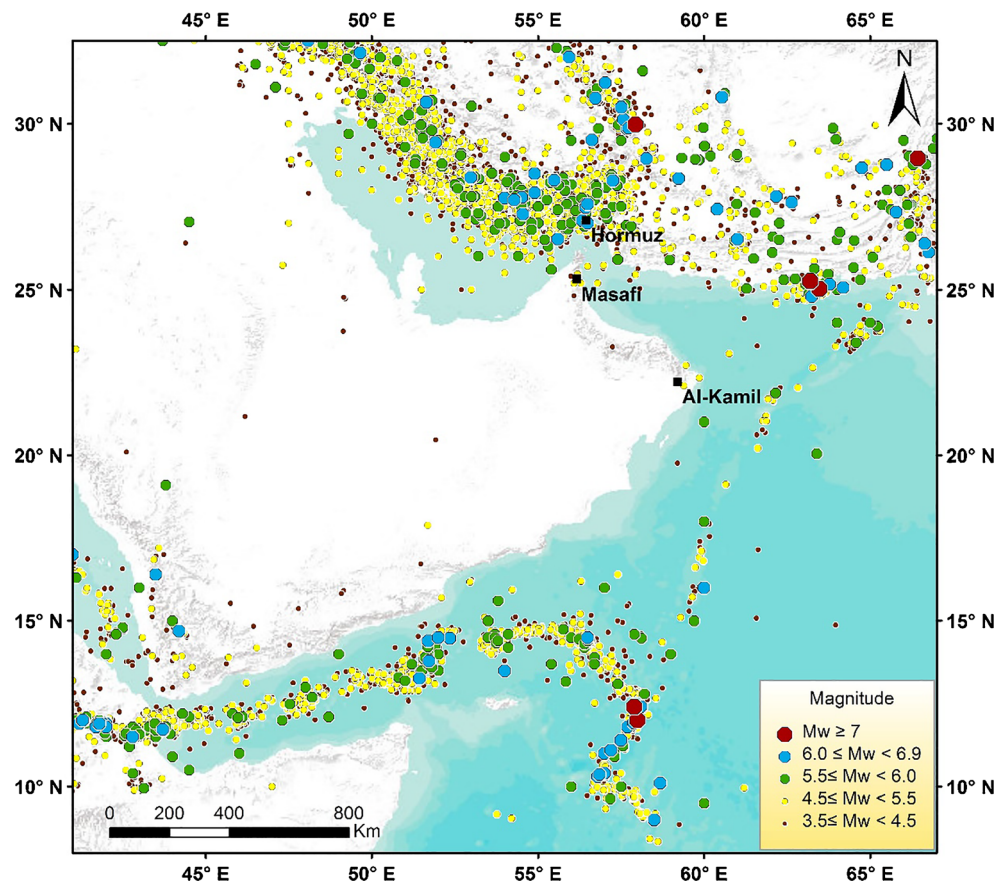 45° E 50° E 55° E 60° E 65° E
N
30° N 30° N
Hormuz
25° N 25° N
Masafi
Al-Kamil
20° N 20° N
15° N 15° N
Magnitude
Mw ≥ 7
6.0 ≤ Mw < 6.9
5.5≤ Mw < 6.0
4.5≤ Mw < 5.5
3.5≤ Mw < 4.5
10° N 10° N
0 200 400 800
Km
45° E 50° E 55° E 60° E 65° E